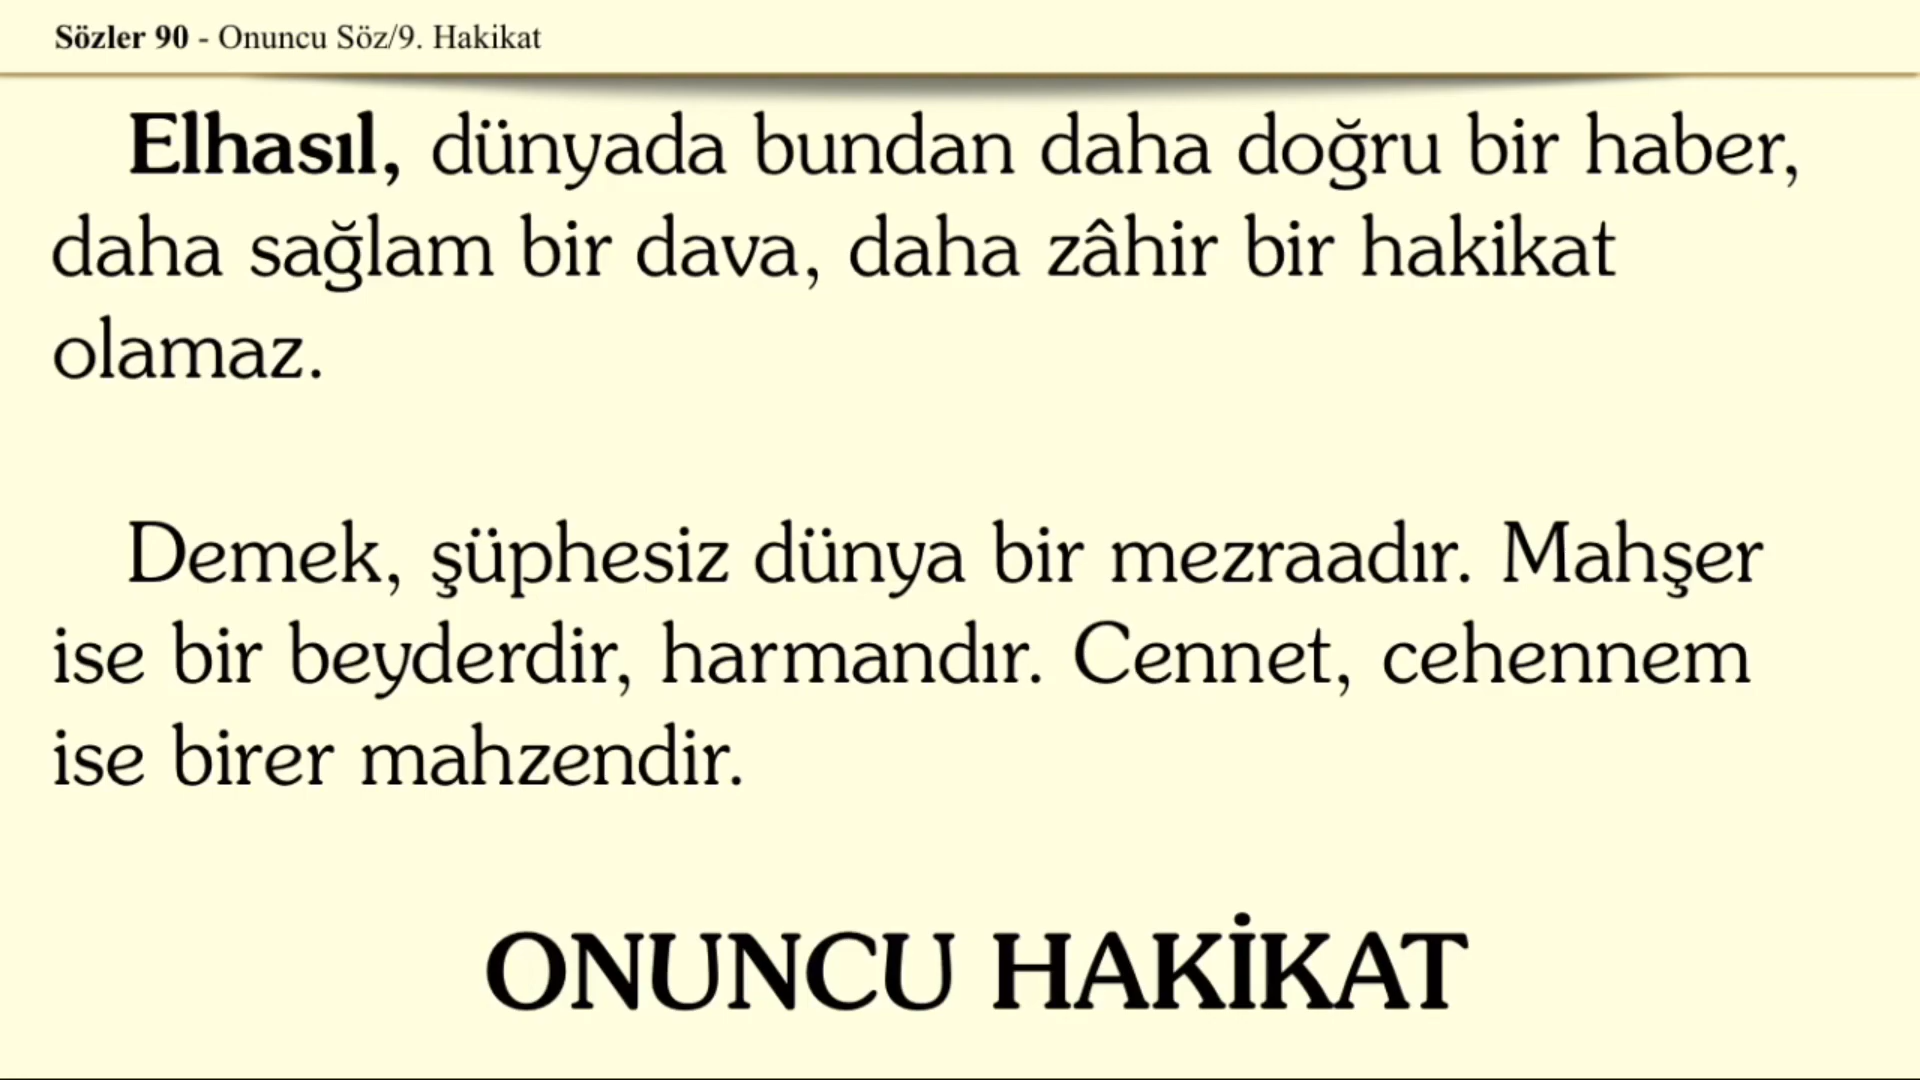 Sözler 90 - Onuncu Söz/9. Hakikat
Elhasıl, dünyada bundan daha doğru bir haber,
daha sağlam bir dava, daha zâhir bir hakikat
olamaz.
Demek, şüphesiz dünya bir mezraadır. Mahşer
ise bir beyderdir, harmandır. Cennet, cehennem
ise birer mahzendir.
ONUNCU HAKİKAT